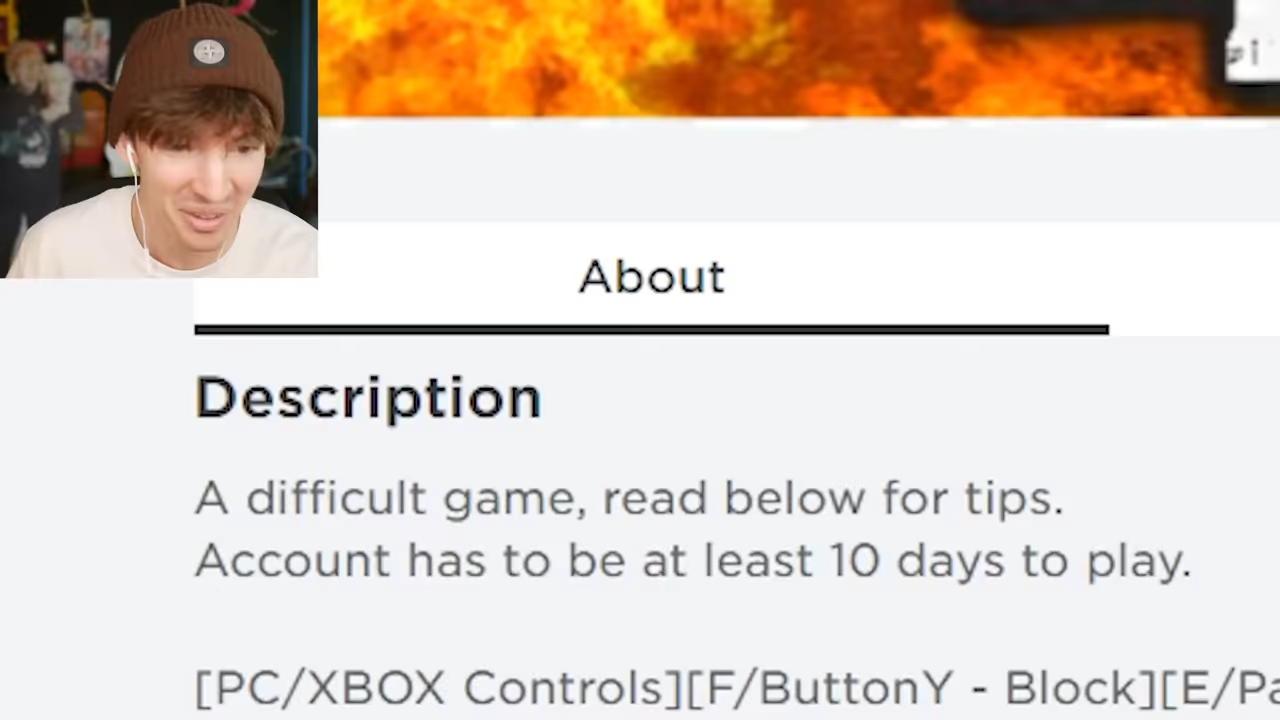 About
Description
A difficult game, read below for tips.
Account has to be at least 10 days to play.
[PC/XBOX Controls][F/ButtonY - Block][E/Pa